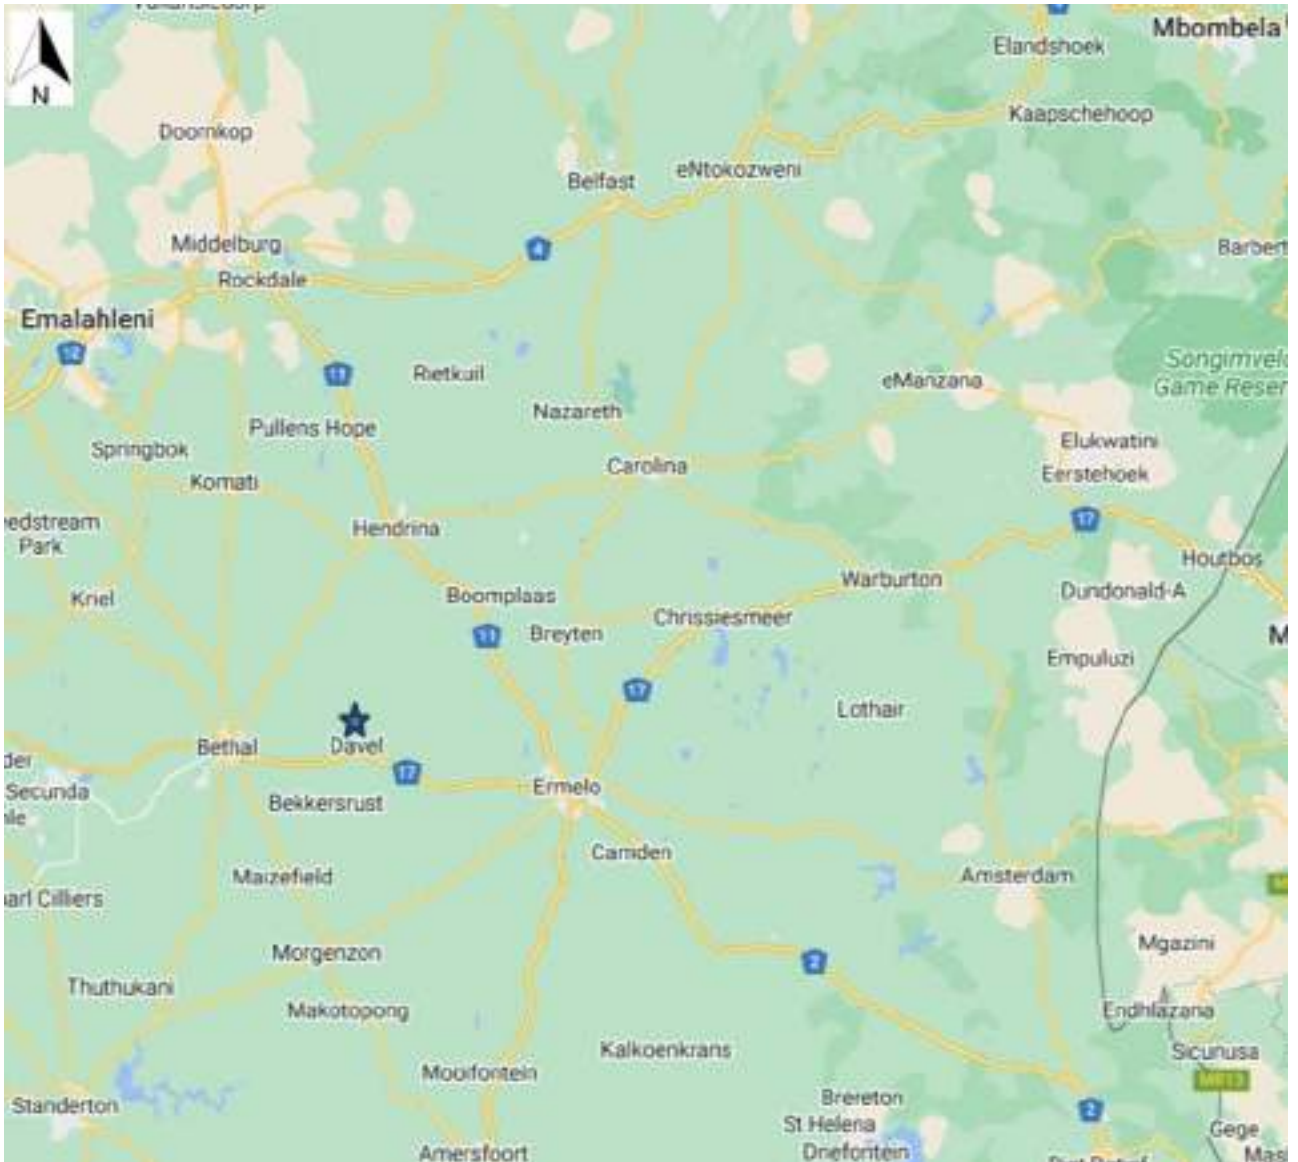 Mbombela
Elandshoek
N
Kaapschehoop
Doornkop
eNtokozweni
Belfast
Middelburg
4
Barbert
Rockdale
Emalahleni
12
11
Rietkuil
Songimvelo
Game Reser
eManzana
Nazareth
Pullens Hope
Elukwatini
Springbok
Carolina
Eerstehoek
Komati
17
edstream
Park
Hendrina
Houtbos
Warburton
Dundonald-A
Kriel
Boomplaas
Chrissiesmeer
11
Breyten
M
Empuluzi
17
Lothair
Bethal
Davel
der
17
Secunda
Ermelo
Bekkersrust
Camden
Maizefield
Amsterdam
arl Cilliers
Mgazini
Morgenzon
2
Thuthukani
Makotopong
Endhlazana
Kalkoenkrans
Sicunusa
Mooifontein
MR13
Brereton
Standerton
2
St Helena
Gege
Driefontein
Amersfoort